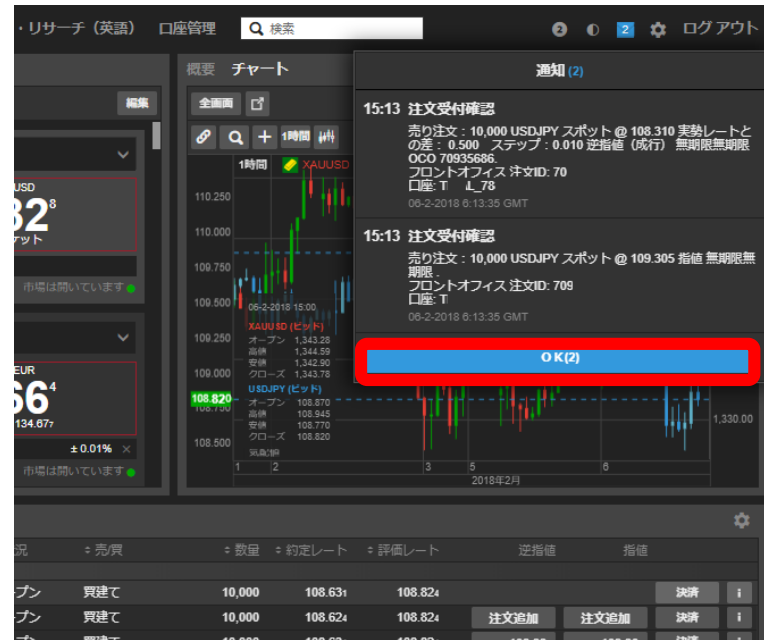 ・リサーチ（英語） 口座管理 検索 2 2 ログ アウト
概要 チャート
編集
全画面
1時間
USD
32⁸
市場は開いています
EUR
66⁴
134.67₇
±0.01% ×
市場は開いています
1時間 XAUUSD
110.250
110.000
109.750
109.500
109.250
109.000
108.820
108.750
108.500
06-2-2018 15:00
XAUUSD (ビッド)
オープン 1,343.28
高値 1,344.59
安値 1,342.90
クローズ 1,343.78
USDJPY (ビッド)
オープン 108.870
高値 108.945
安値 108.770
クローズ 108.820
1,330.00
1 2 3 5 6
2018年2月
通知 (2)
15:13 注文受付確認
売り注文：10,000 USDJPY スポット @ 108.310 実勢レートと
の差： 0.500 ステップ：0.010 逆指値（成行） 無期限無期限
OCO 70935686.
フロントオフィス 注文ID: 70
口座: T
06-2-2018 6:13:35 GMT
15:13 注文受付確認
売り注文：10,000 USDJPY スポット @ 109.305 指値 無期限無
期限 .
フロントオフィス 注文ID: 709
口座: T
06-2-2018 6:13:35 GMT
OK(2)
況 売/買 数量 約定レート 評価レート 逆指値 指値
プン 買建て 10,000 108.63₁ 108.82₄ 決済 i
プン 買建て 10,000 108.62₄ 108.82₄ 注文追加 注文追加 決済 i